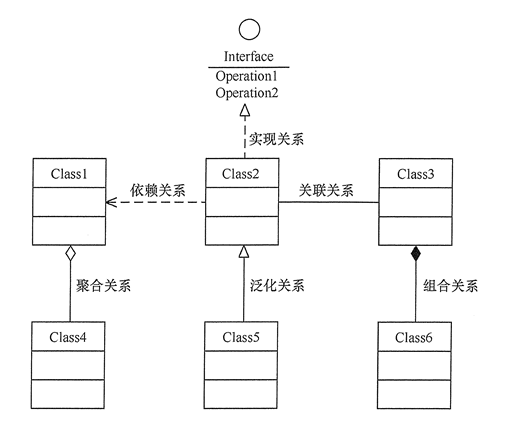 Interface
Operation1
Operation2
实现关系
Class1
依赖关系
Class2
关联关系
Class3
聚合关系
泛化关系
组合关系
Class4
Class5
Class6